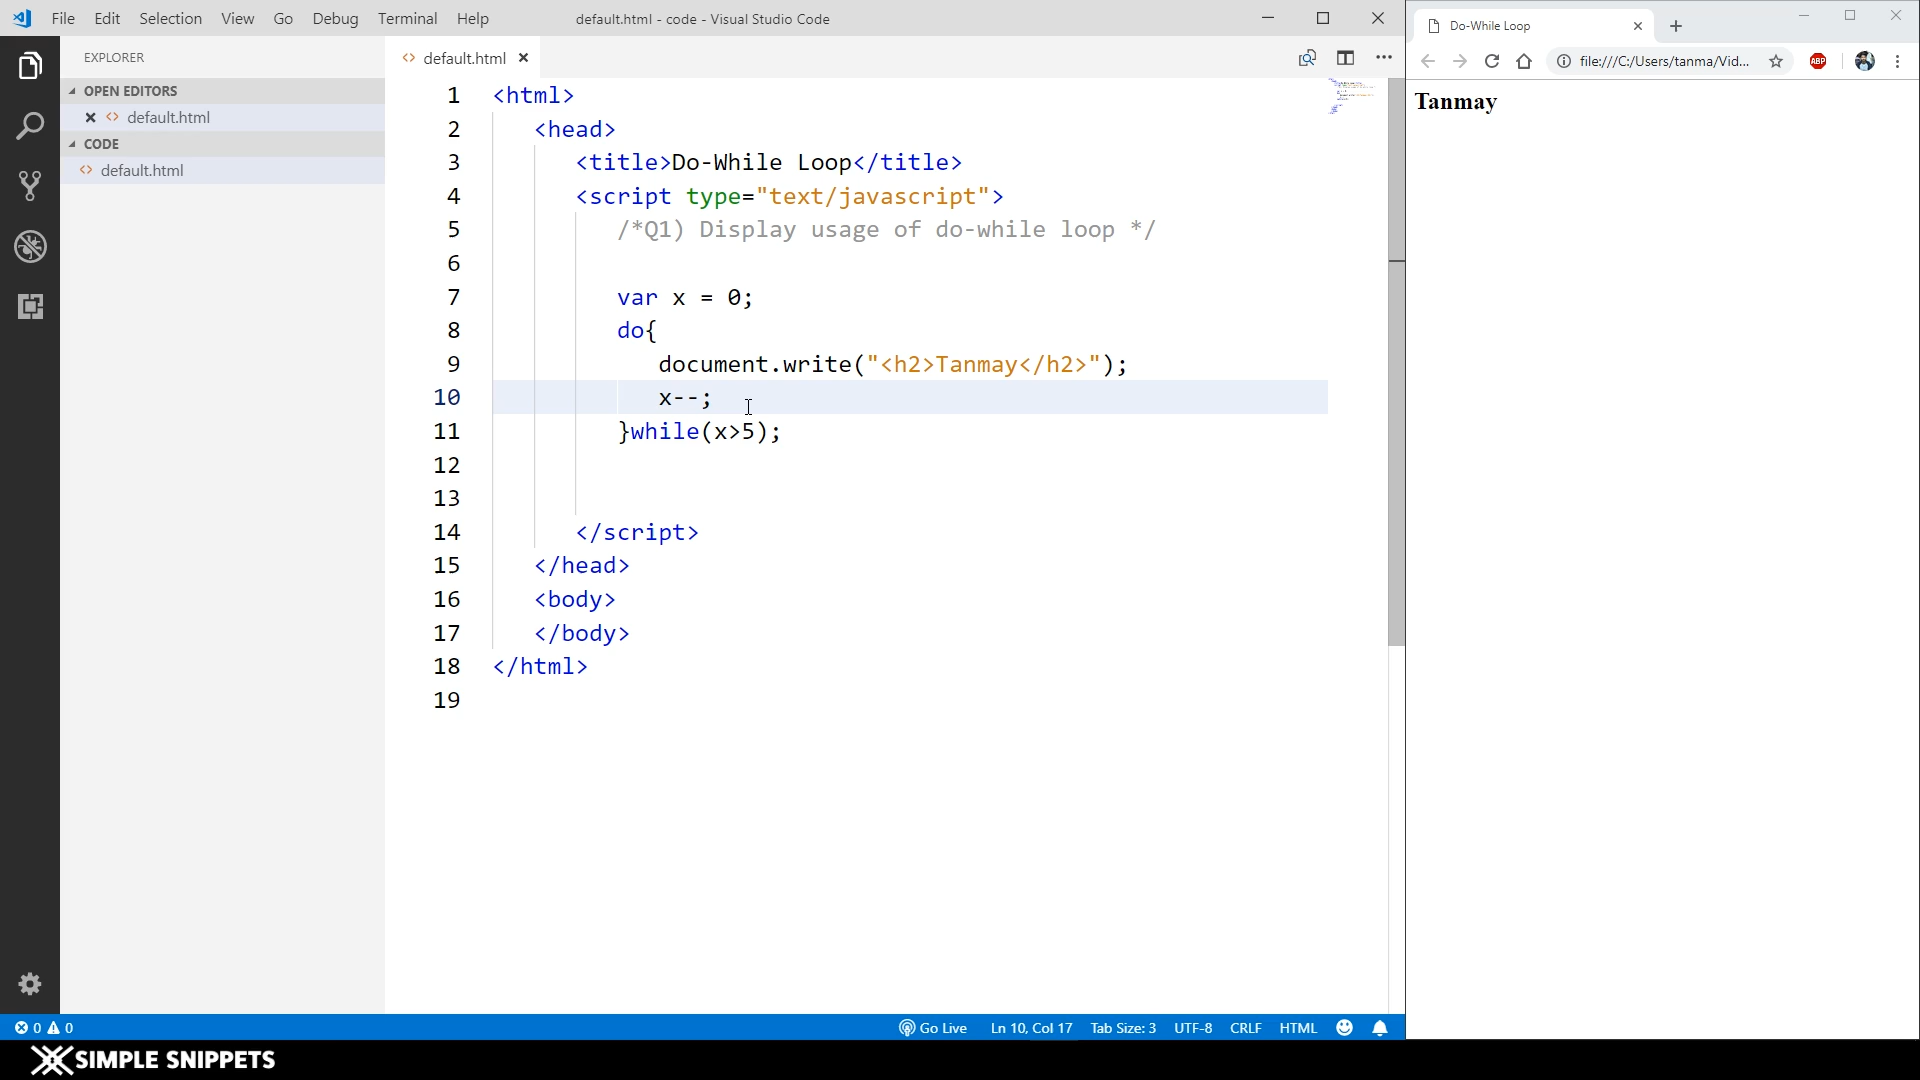 File Edit Selection View Go Debug Terminal Help
default.html - code - Visual Studio Code
EXPLORER
OPEN EDITORS
default.html
CODE
default.html
default.html
1 <html>
2 <head>
3 <title>Do-While Loop</title>
4 <script type="text/javascript">
5 /*Q1) Display usage of do-while loop */
6
7 var x = 0;
8 do{
9 document.write("<h2>Tanmay</h2>");
10 x--;
11 }while(x>5);
12
13
14 </script>
15 </head>
16 <body>
17 </body>
18 </html>
19
0 0
Go Live Ln 10, Col 17 Tab Size: 3 UTF-8 CRLF HTML
Do-While Loop
file:///C:/Users/tanma/Vid...
ABP
Tanmay
SIMPLE SNIPPETS